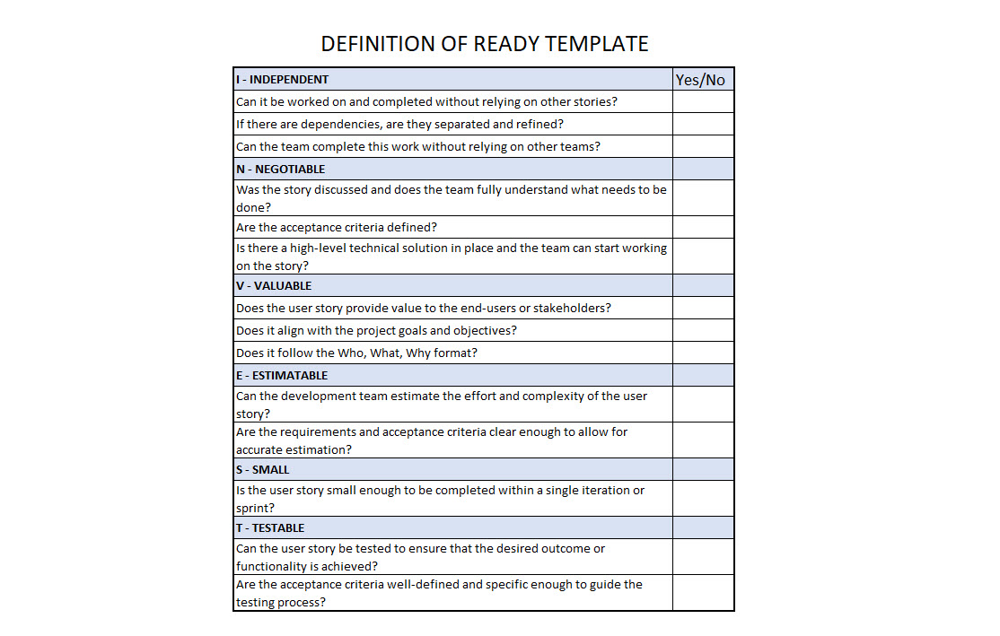 DEFINITION OF READY TEMPLATE
I - INDEPENDENT Yes/No
Can it be worked on and completed without relying on other stories?
If there are dependencies, are they separated and refined?
Can the team complete this work without relying on other teams?
N - NEGOTIABLE
Was the story discussed and does the team fully understand what needs to be
done?
Are the acceptance criteria defined?
Is there a high-level technical solution in place and the team can start working
on the story?
V - VALUABLE
Does the user story provide value to the end-users or stakeholders?
Does it align with the project goals and objectives?
Does it follow the Who, What, Why format?
E - ESTIMATABLE
Can the development team estimate the effort and complexity of the user
story?
Are the requirements and acceptance criteria clear enough to allow for
accurate estimation?
S - SMALL
Is the user story small enough to be completed within a single iteration or
sprint?
T - TESTABLE
Can the user story be tested to ensure that the desired outcome or
functionality is achieved?
Are the acceptance criteria well-defined and specific enough to guide the
testing process?